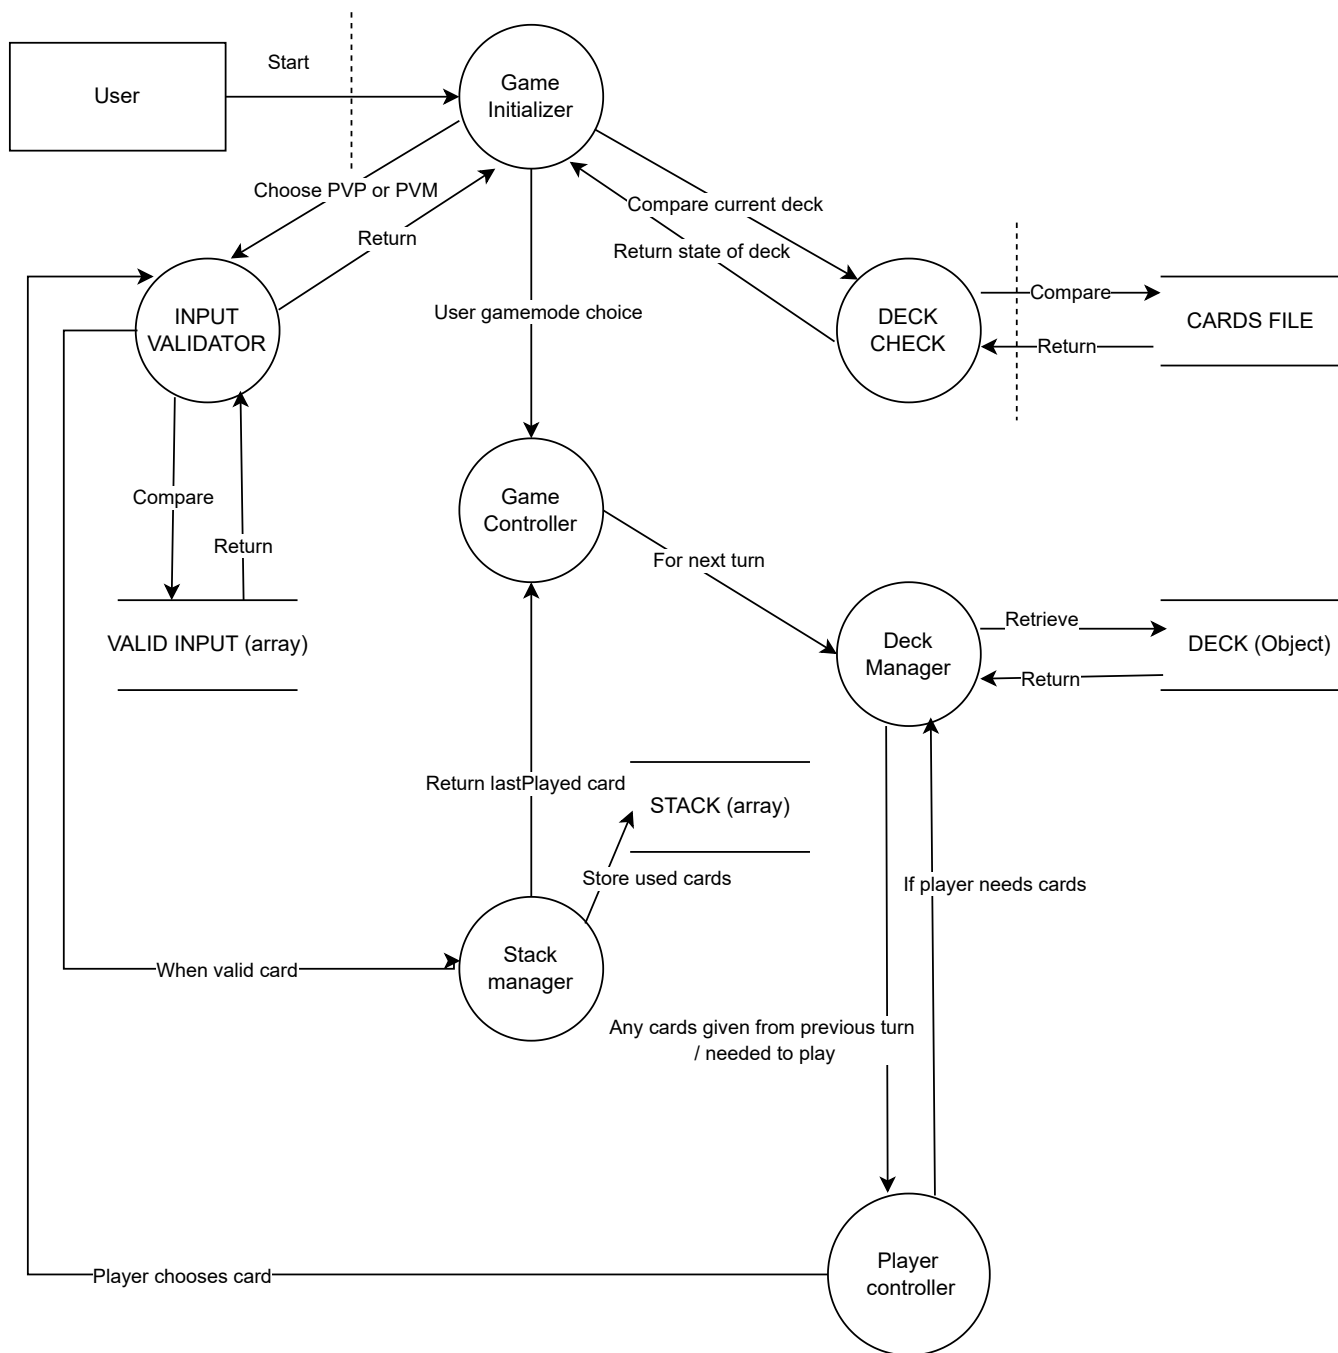 Start
User
Game
Initializer
Choose PVP or PVM
Compare current deck
Return
Return state of deck
Compare
User gamemode choice
INPUT
VALIDATOR
DECK
CHECK
CARDS FILE
Return
Compare
Game
Controller
Return
For next turn
Retrieve
VALID INPUT (array)
Deck
Manager
DECK (Object)
Return
Return lastPlayed card
STACK (array)
Store used cards
If player needs cards
Stack
manager
When valid card
Any cards given from previous turn
/ needed to play
Player
controller
Player chooses card